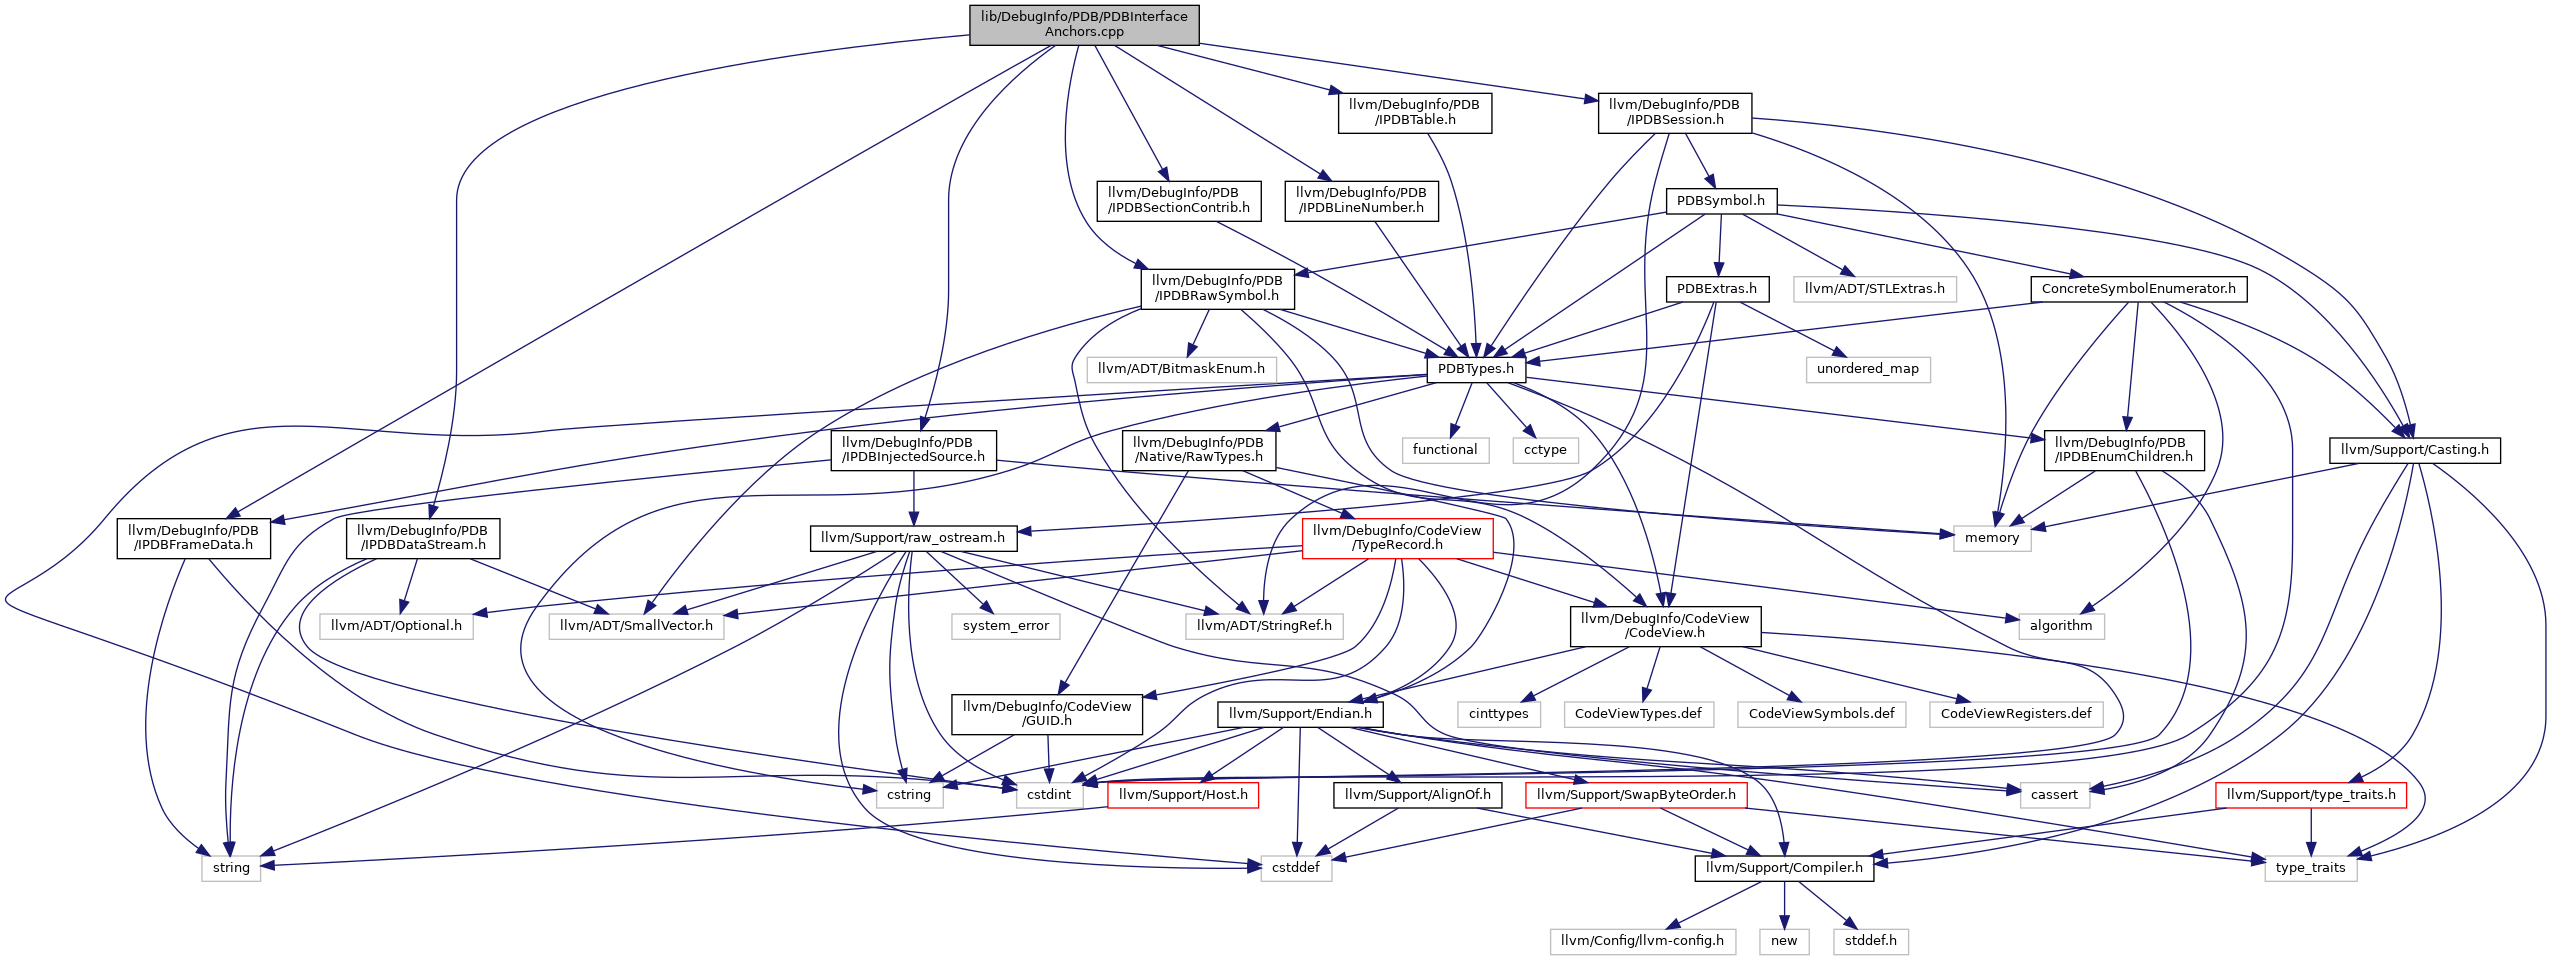 lib/DebugInfo/PDB/PDBInterface
Anchors.cpp
llvm/DebugInfo/PDB
/IPDBTable.h
llvm/DebugInfo/PDB
/IPDBSession.h
llvm/DebugInfo/PDB
/IPDBSectionContrib.h
llvm/DebugInfo/PDB
/IPDBLineNumber.h
PDBSymbol.h
llvm/DebugInfo/PDB
/IPDBRawSymbol.h
PDBExtras.h
llvm/ADT/STLExtras.h
ConcreteSymbolEnumerator.h
llvm/ADT/BitmaskEnum.h
PDBTypes.h
unordered_map
llvm/DebugInfo/PDB
/IPDBInjectedSource.h
llvm/DebugInfo/PDB
/Native/RawTypes.h
functional
cctype
llvm/DebugInfo/PDB
/IPDBEnumChildren.h
llvm/Support/Casting.h
llvm/DebugInfo/PDB
/IPDBFrameData.h
llvm/DebugInfo/PDB
/IPDBDataStream.h
llvm/Support/raw_ostream.h
llvm/DebugInfo/CodeView
/TypeRecord.h
memory
llvm/ADT/Optional.h
llvm/ADT/SmallVector.h
system_error
llvm/ADT/StringRef.h
llvm/DebugInfo/CodeView
/CodeView.h
algorithm
llvm/DebugInfo/CodeView
/GUID.h
llvm/Support/Endian.h
cinttypes
CodeViewTypes.def
CodeViewSymbols.def
CodeViewRegisters.def
cstring
cstdint
llvm/Support/Host.h
llvm/Support/AlignOf.h
llvm/Support/SwapByteOrder.h
cassert
llvm/Support/type_traits.h
string
cstddef
llvm/Support/Compiler.h
type_traits
llvm/Config/llvm-config.h
new
stddef.h